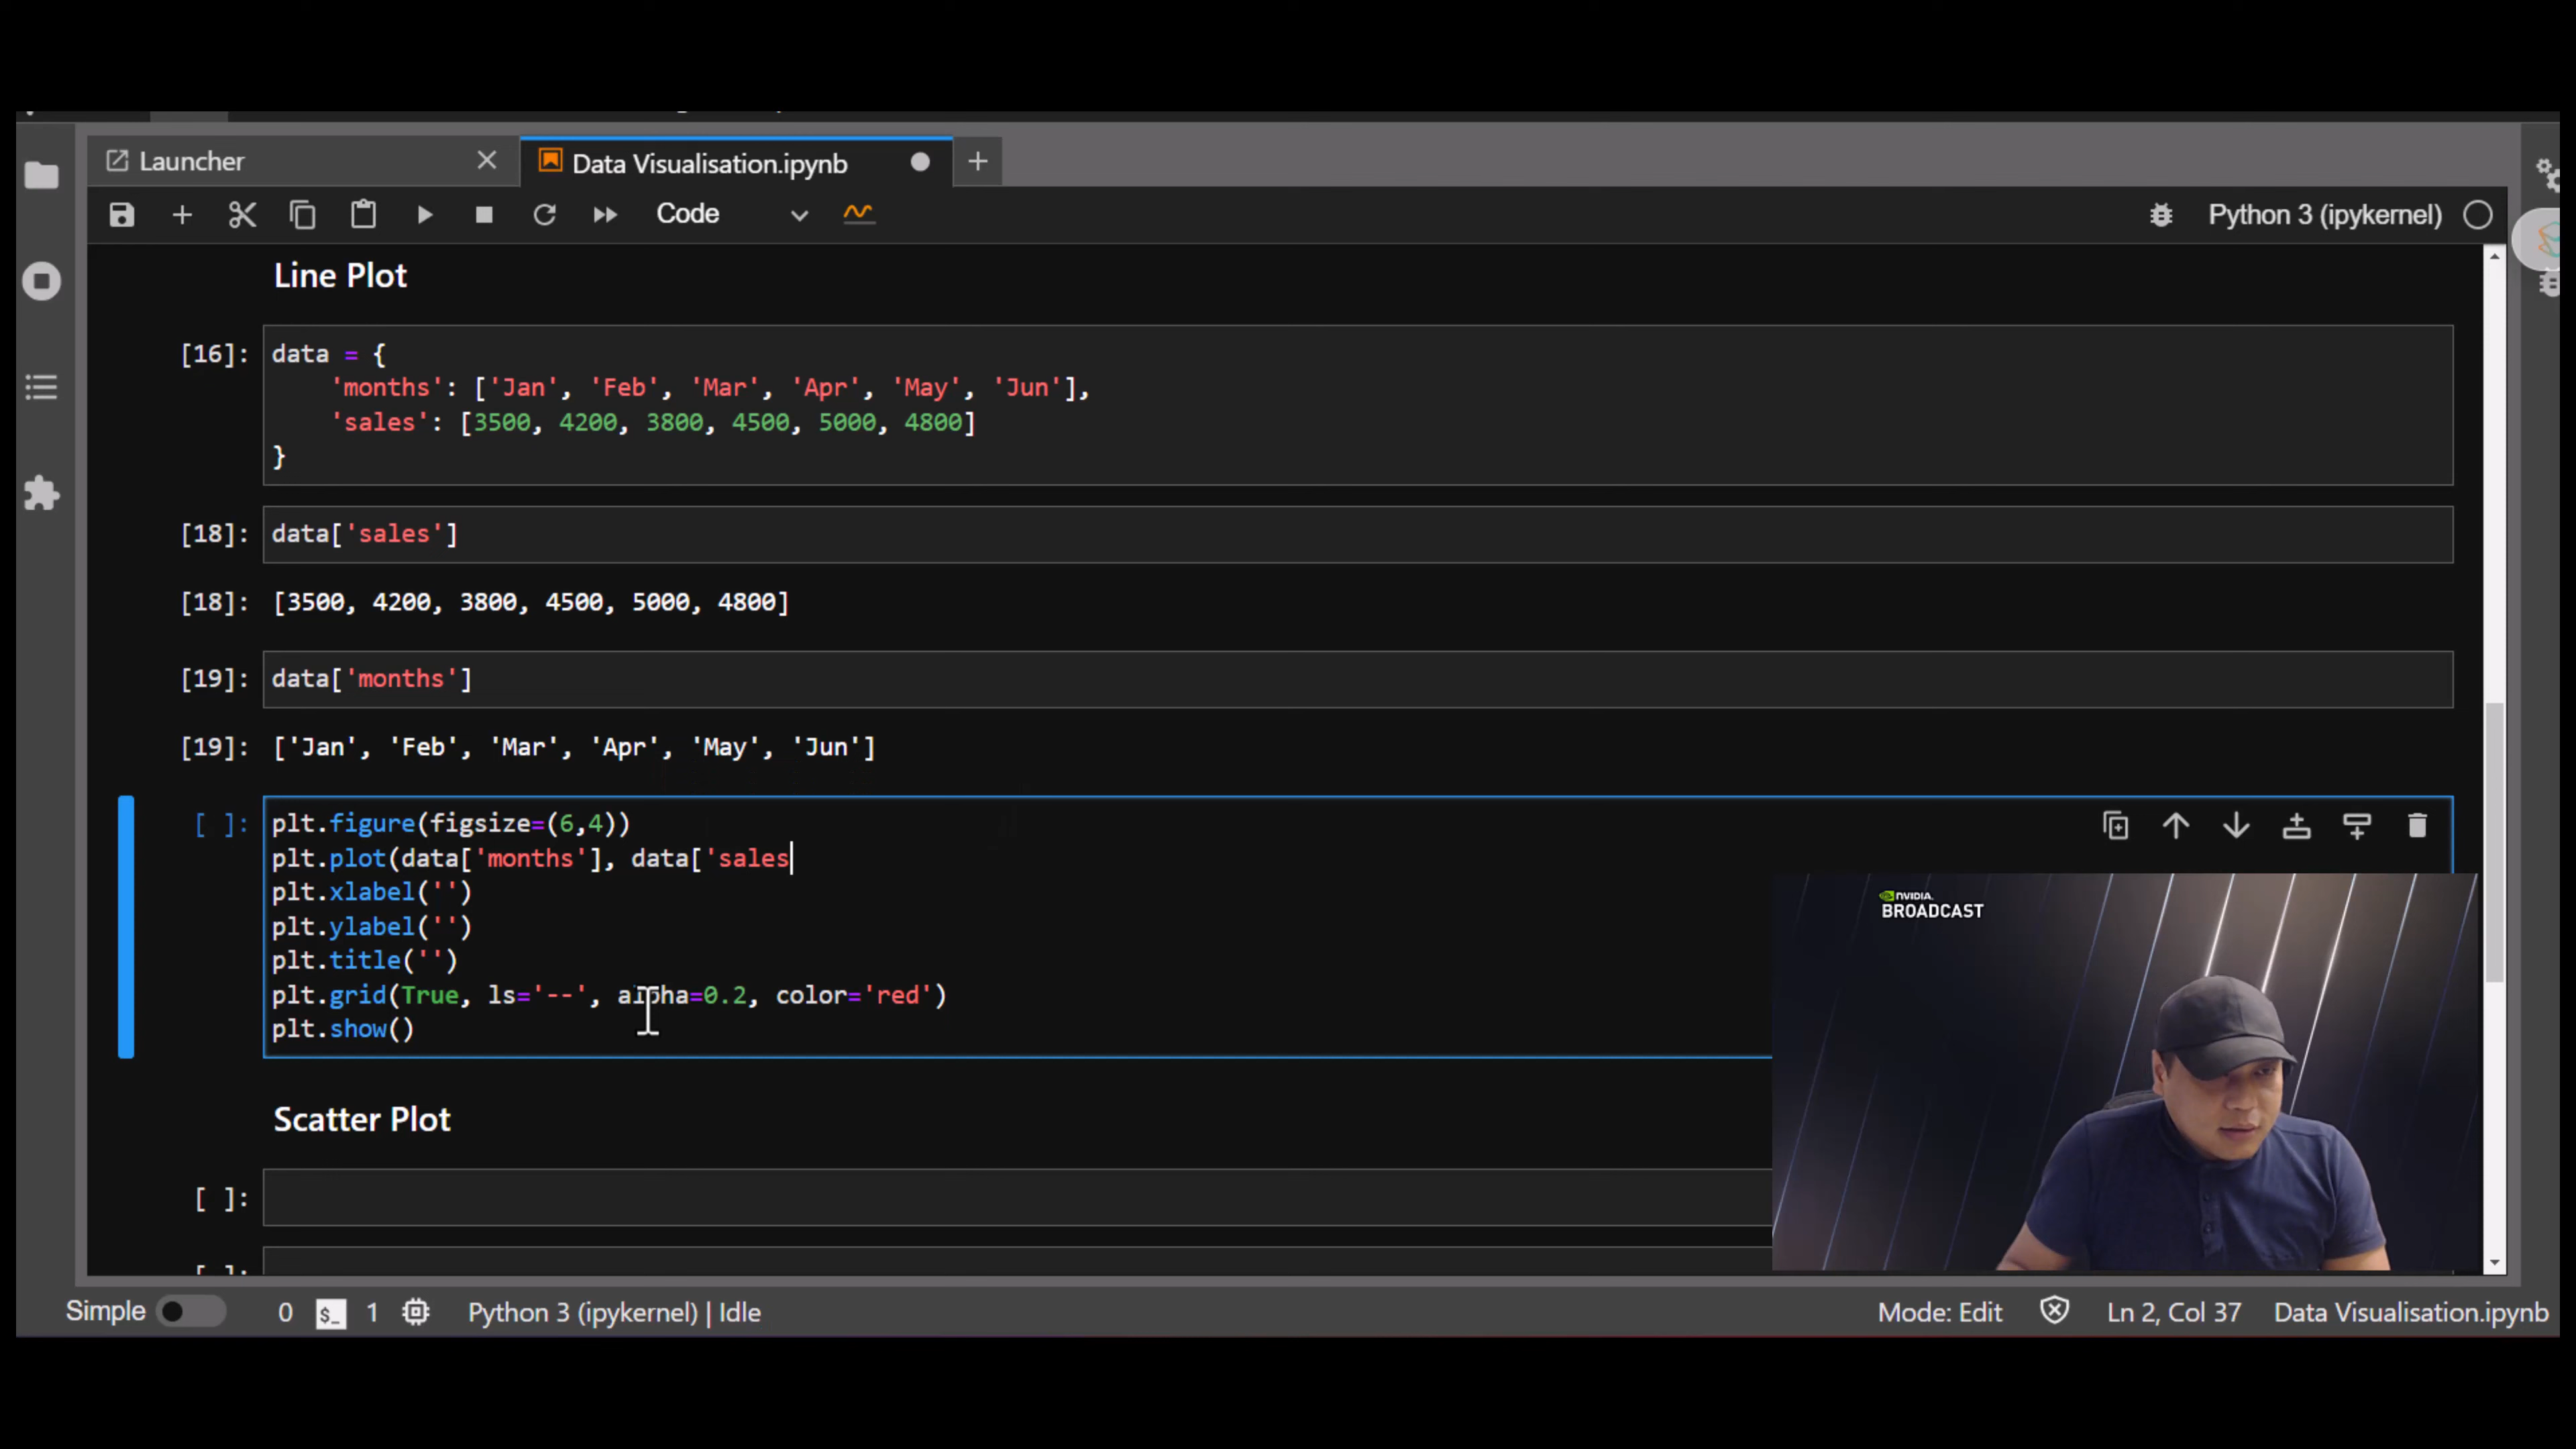 Launcher
Data Visualisation.ipynb
Code
Python 3 (ipykernel)
Line Plot
[16]:
data = {
'months': ['Jan', 'Feb', 'Mar', 'Apr', 'May', 'Jun'],
'sales': [3500, 4200, 3800, 4500, 5000, 4800]
}
[18]: data['sales']
[18]: [3500, 4200, 3800, 4500, 5000, 4800]
[19]: data['months']
[19]: ['Jan', 'Feb', 'Mar', 'Apr', 'May', 'Jun']
[ ]: plt.figure(figsize=(6,4))
plt.plot(data['months'], data['sales
plt.xlabel('')
plt.ylabel('')
plt.title('')
plt.grid(True, ls='--', alpha=0.2, color='red')
plt.show()
NVIDIA.
BROADCAST
Scatter Plot
[ ]:
[ ]:
Simple 0 $_ 1 Python 3 (ipykernel) | Idle Mode: Edit Ln 2, Col 37 Data Visualisation.ipynb